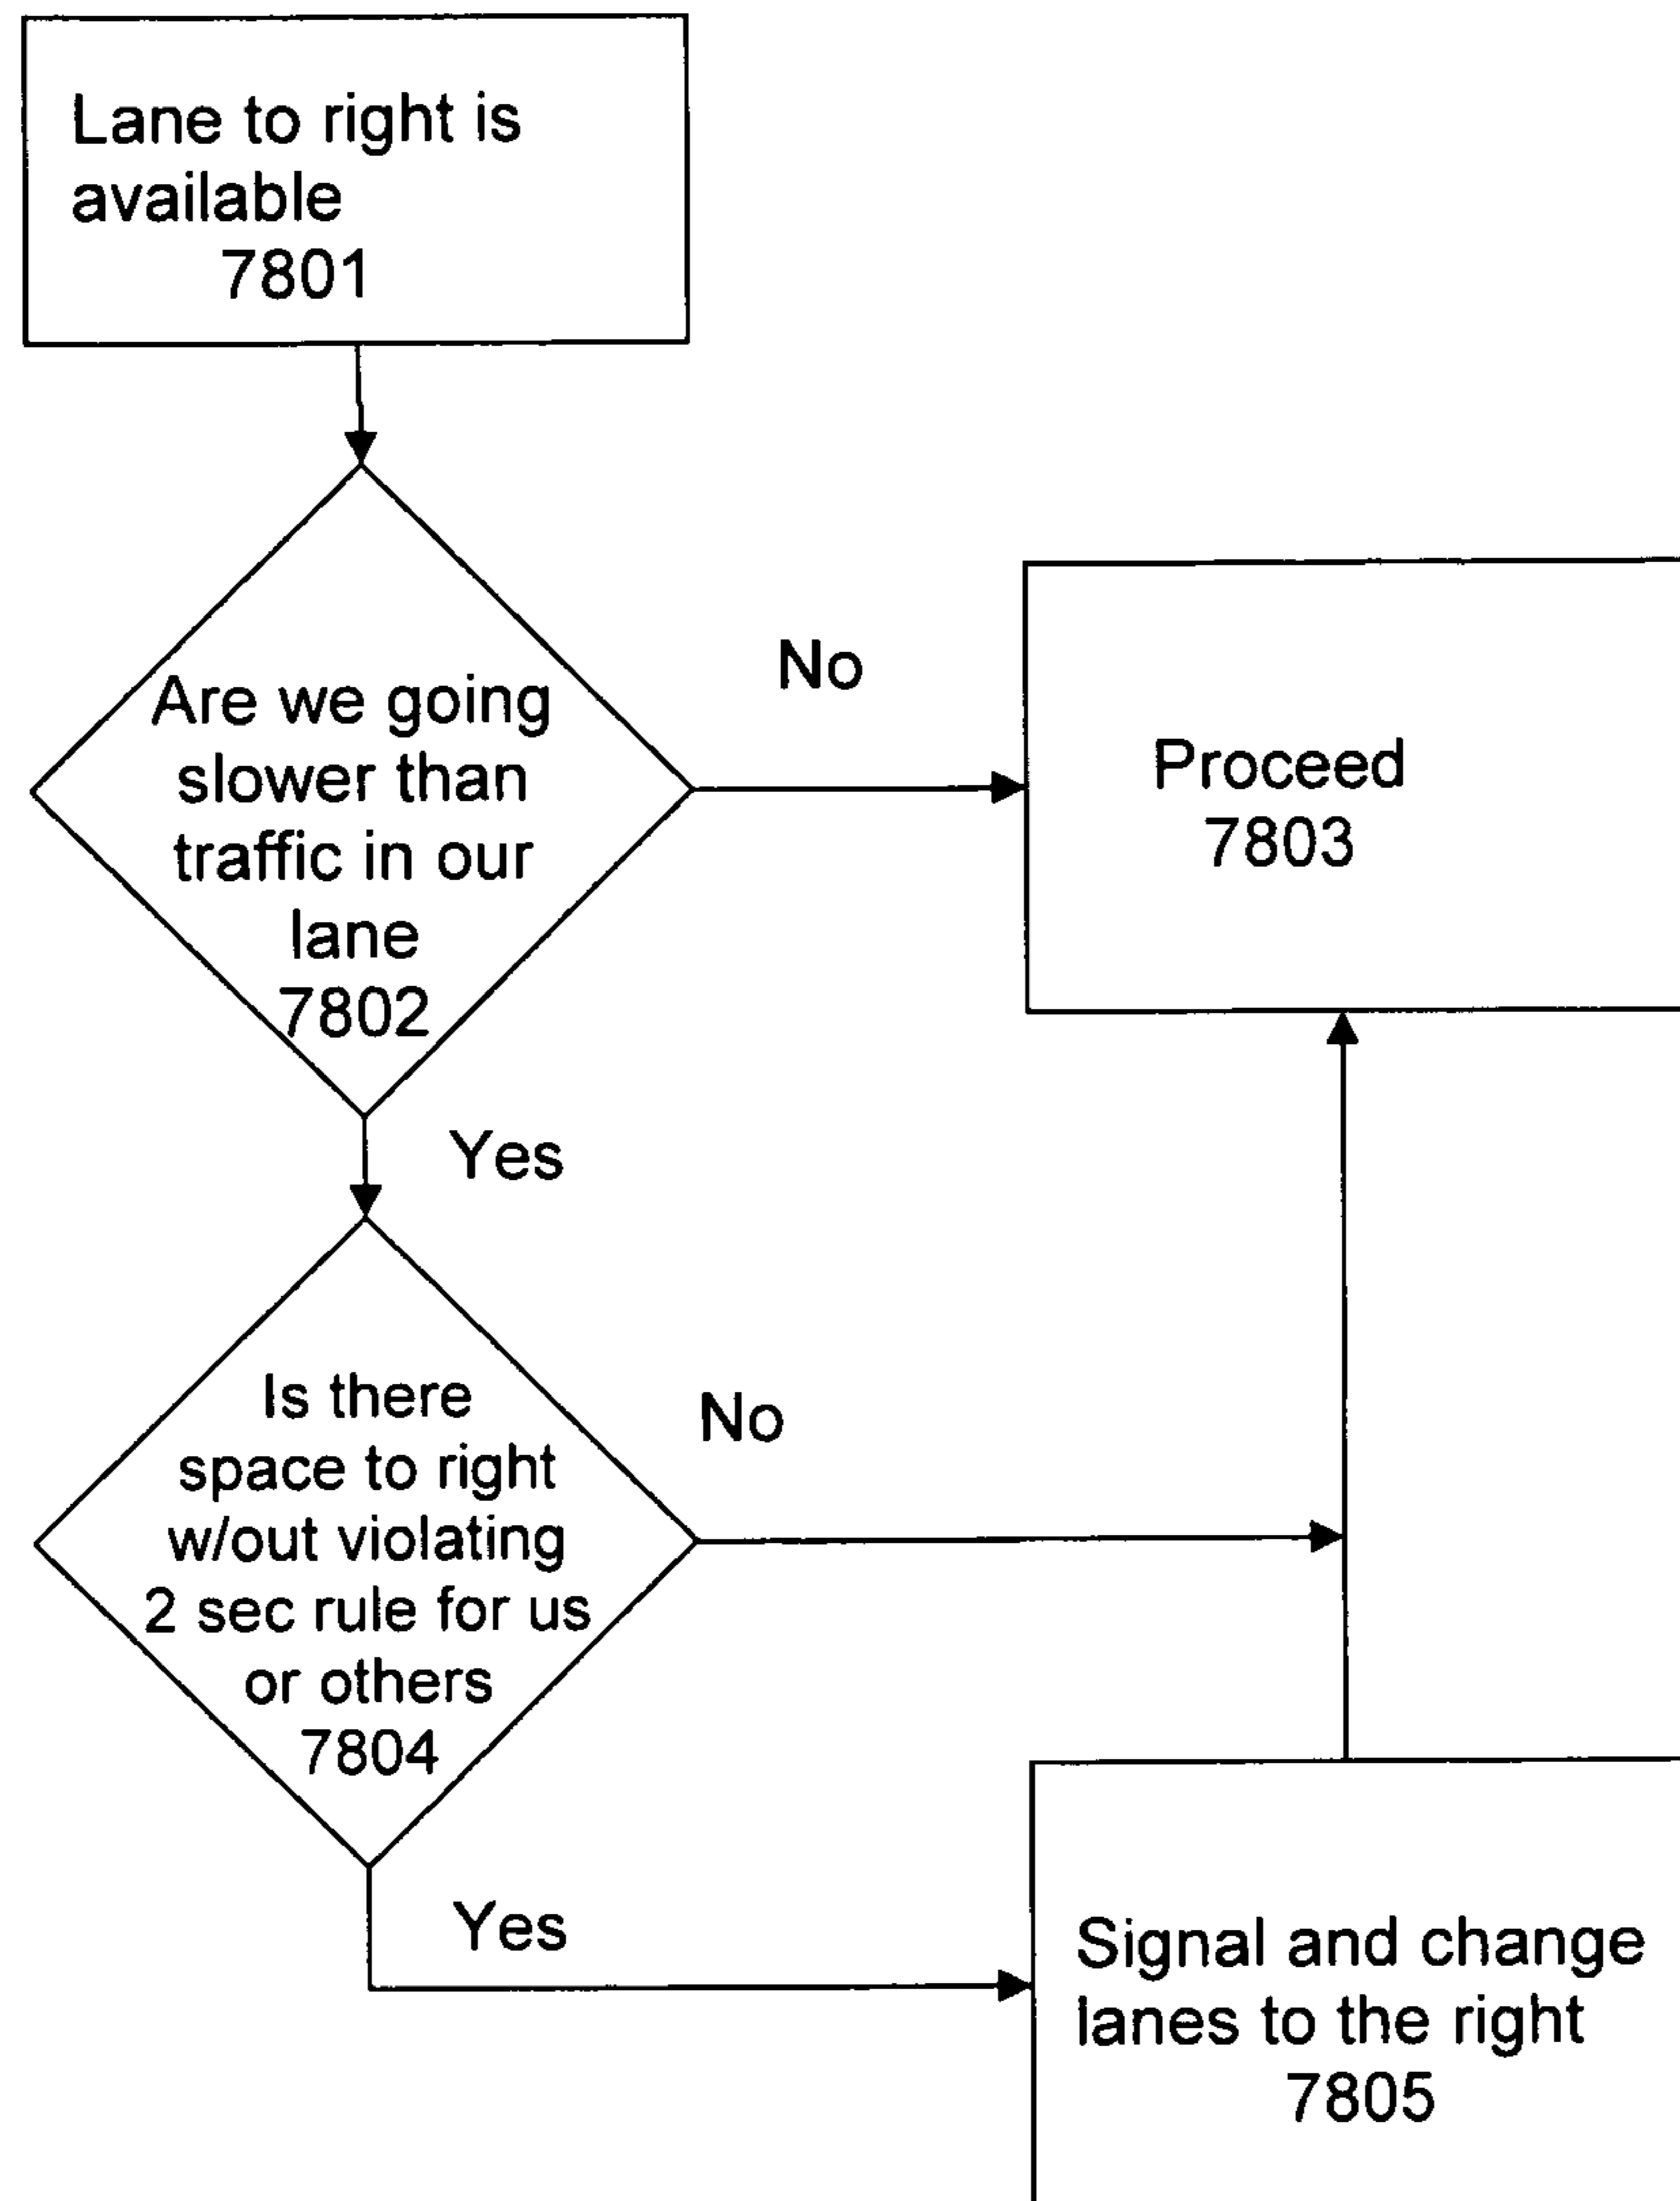 Lane to right is
available
7801
Are we going
slower than
traffic in our
lane
7802
No
Proceed
7803
Yes
Is there
space to right
w/out violating
2 sec rule for us
or others
7804
No
Yes
Signal and change
lanes to the right
7805